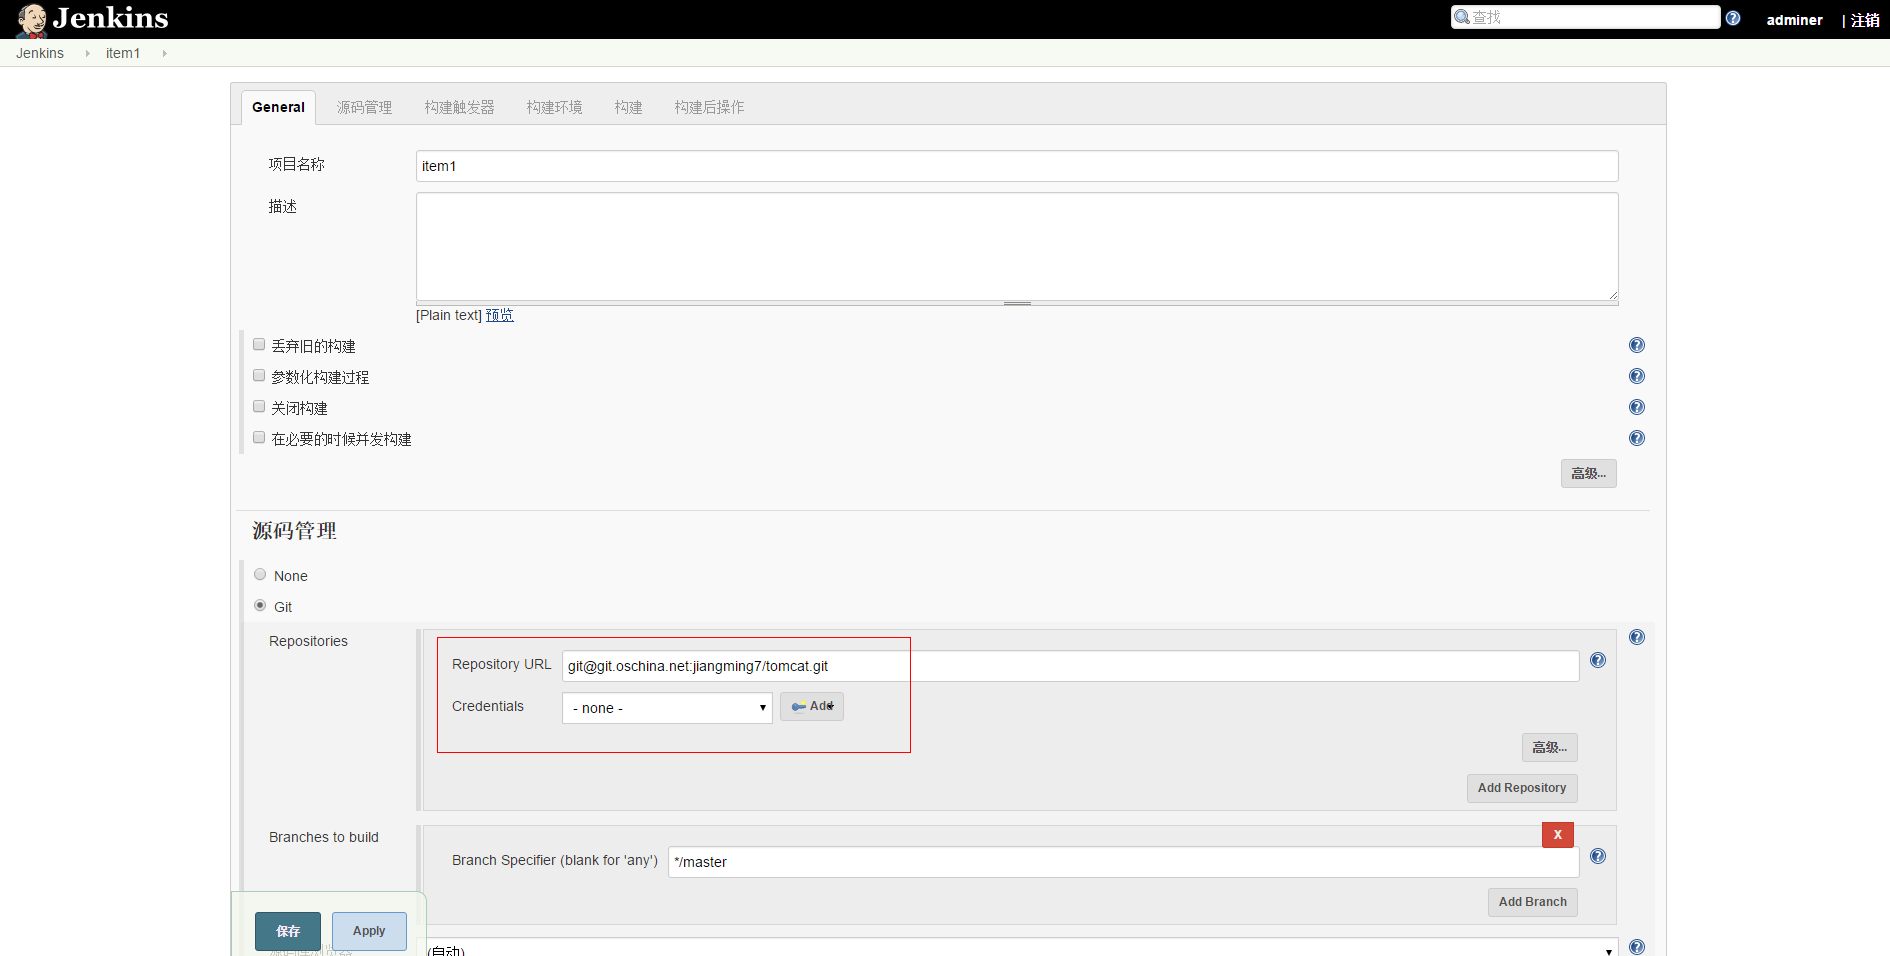 Jenkins
查找
adminer
| 注销
Jenkins
item1
General
源码管理
构建触发器
构建环境
构建
构建后操作
项目名称
item1
描述
[Plain text] 预览
丢弃旧的构建
参数化构建过程
关闭构建
在必要的时候并发构建
高级...
源码管理
None
Git
Repositories
Repository URL
git@git.oschina.net:jiangming7/tomcat.git
Credentials
- none -
Add
高级...
Add Repository
Branches to build
X
Branch Specifier (blank for 'any')
*/master
Add Branch
保存
Apply
(自动)